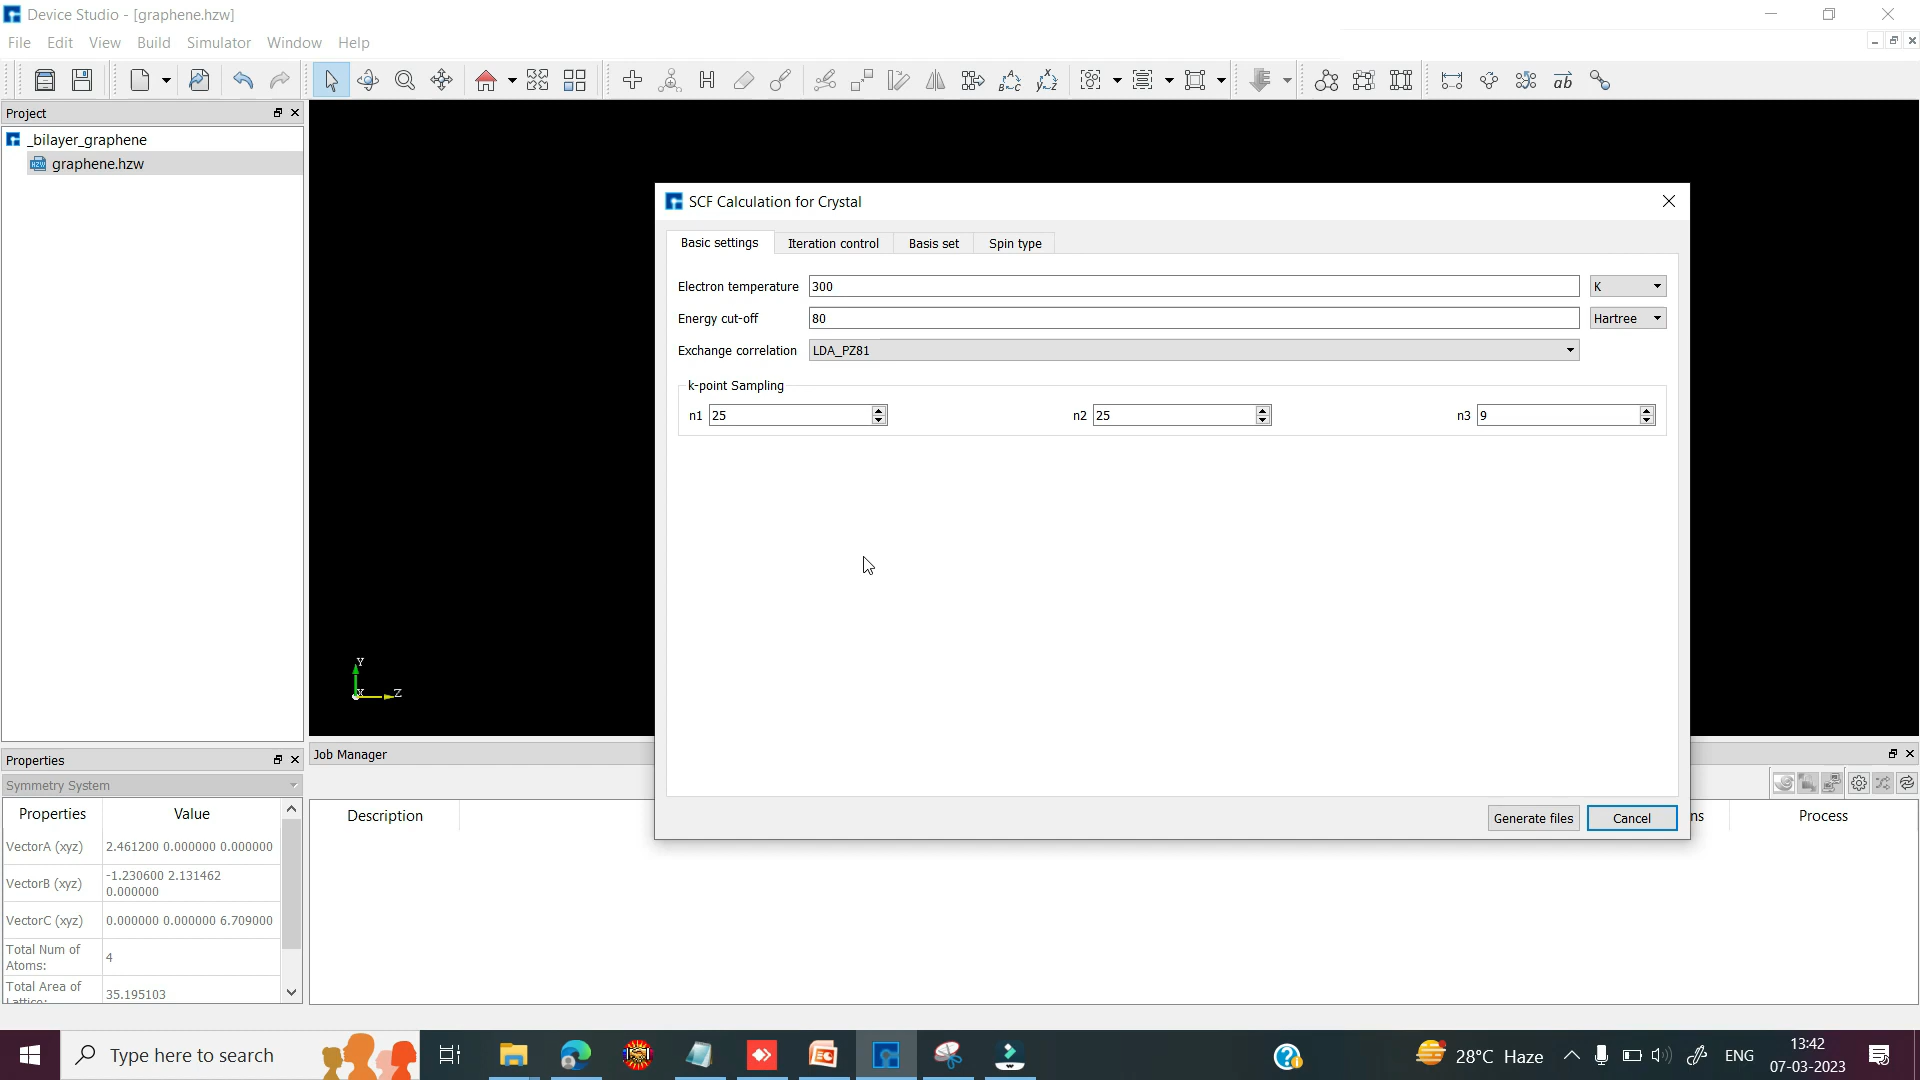 Device Studio - [graphene.hzw]
File Edit View Build Simulator Window Help
Project
_bilayer_graphene
graphene.hzw
SCF Calculation for Crystal
Basic settings Iteration control Basis set Spin type
Electron temperature 300 K
Energy cut-off 80 Hartree
Exchange correlation LDA_PZ81
k-point Sampling
n1 25 n2 25 n3 9
Y
X Z
Generate files Cancel
Properties
Symmetry System
Properties Value
VectorA (xyz) 2.461200 0.000000 0.000000
VectorB (xyz) -1.230600 2.131462
0.000000
VectorC (xyz) 0.000000 0.000000 6.709000
Total Num of
Atoms: 4
Total Area of
35.195103
Job Manager
Description ns Process
Type here to search
28°C Haze ENG 13:42
07-03-2023